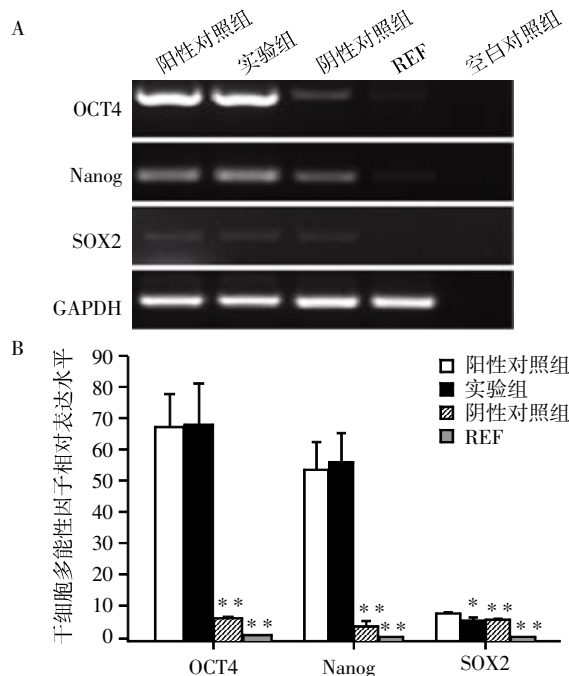 A
阳性对照组 实验组 阴性对照组 REF 空白对照组
OCT4
Nanog
SOX2
GAPDH
B
干细胞多能性因子相对表达水平
90
80
70
60
50
40
30
20
10
0
阳性对照组
实验组
阴性对照组
REF
** ** ** ** * ** **
OCT4 Nanog SOX2